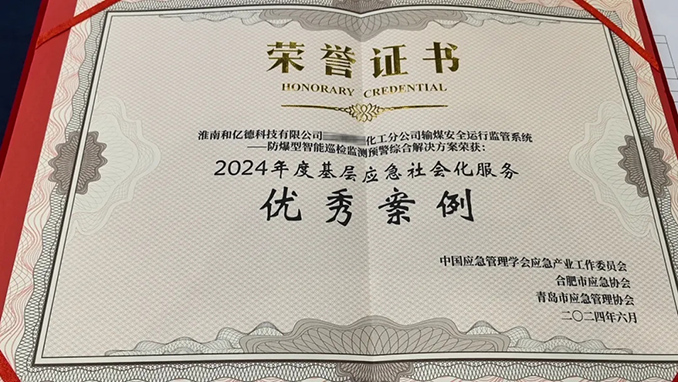 荣誉证书
HONORARY CREDENTIAL
淮南和亿德科技有限公司 化工分公司输煤安全运行监管系统
——防爆型智能巡检监测预警综合解决方案荣获：
2024年度基层应急社会化服务
优秀案例
中国应急管理学会应急产业工作委员会
合肥市应急协会
青岛市应急管理协会
二〇二四年六月